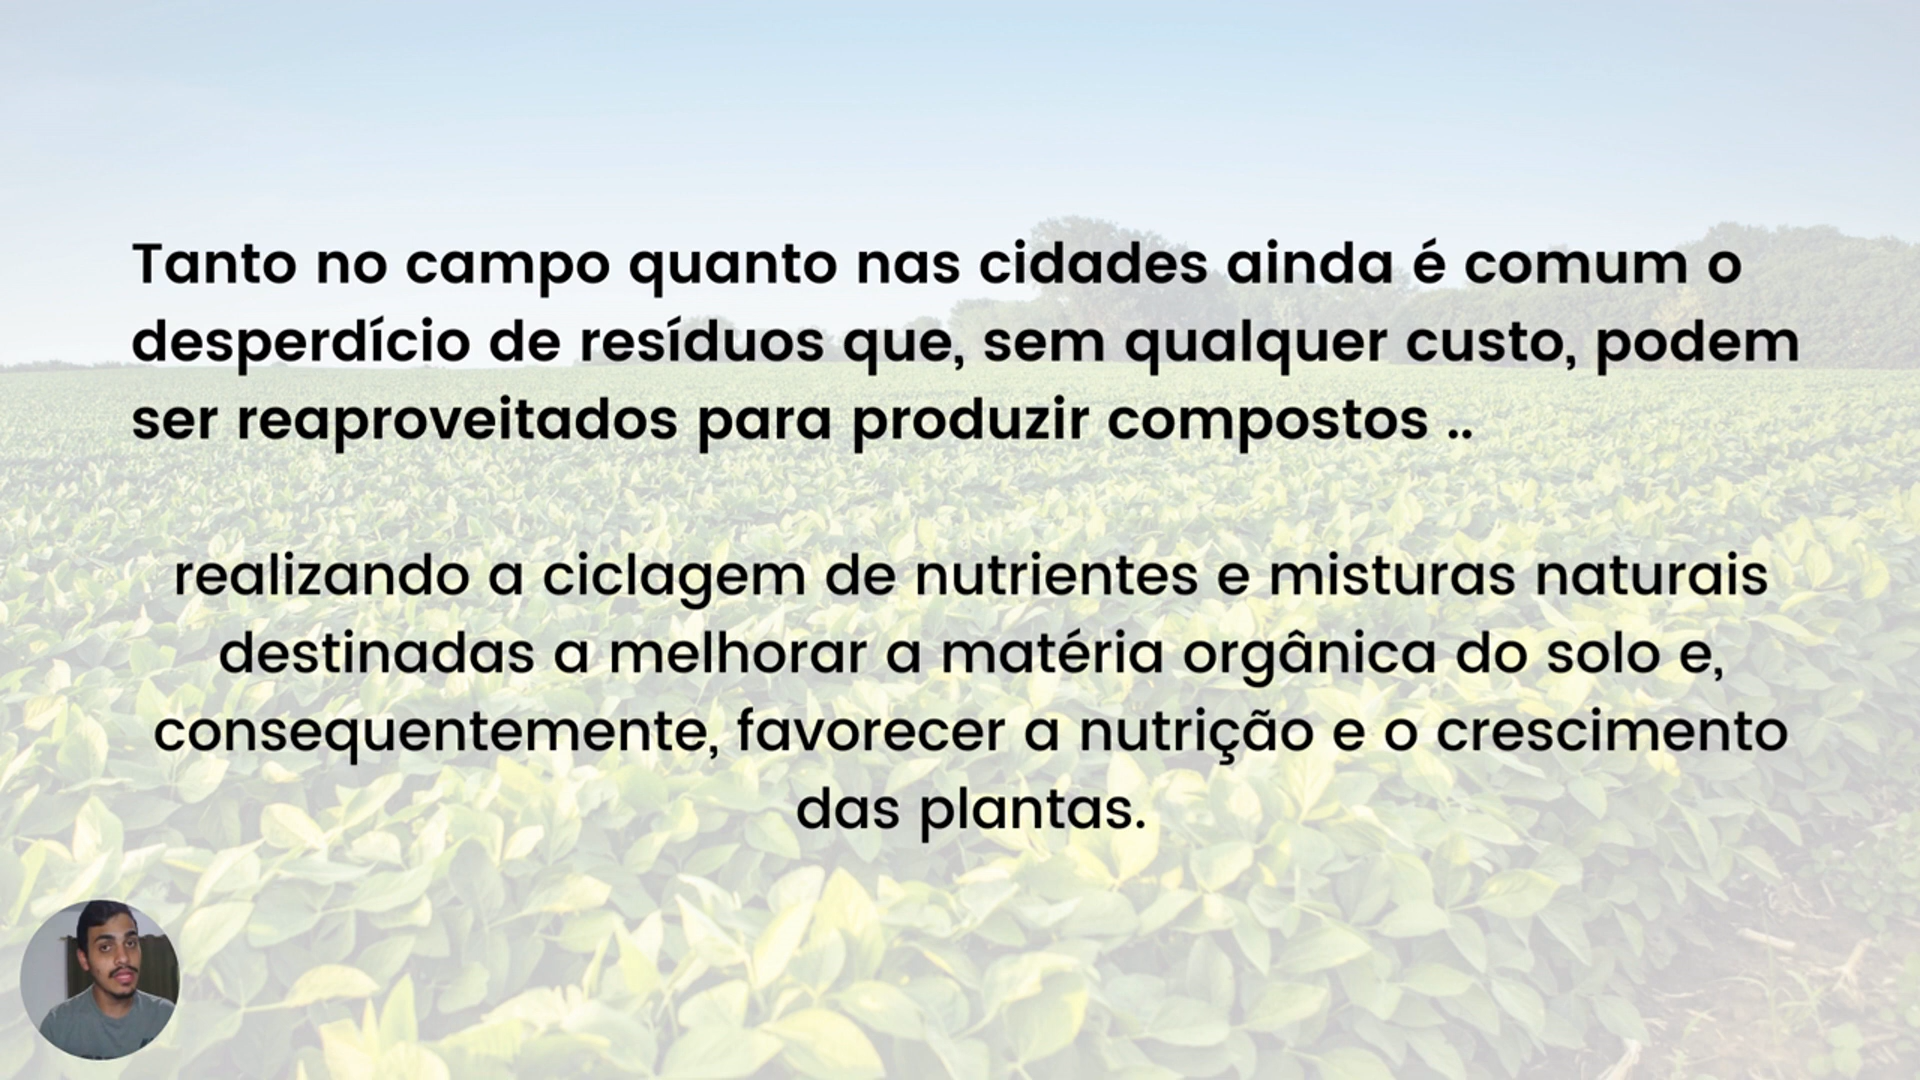 Tanto no campo quanto nas cidades ainda é comum o
desperdício de resíduos que, sem qualquer custo, podem
ser reaproveitados para produzir compostos ..
realizando a ciclagem de nutrientes e misturas naturais
destinadas a melhorar a matéria orgânica do solo e,
consequentemente, favorecer a nutrição e o crescimento
das plantas.